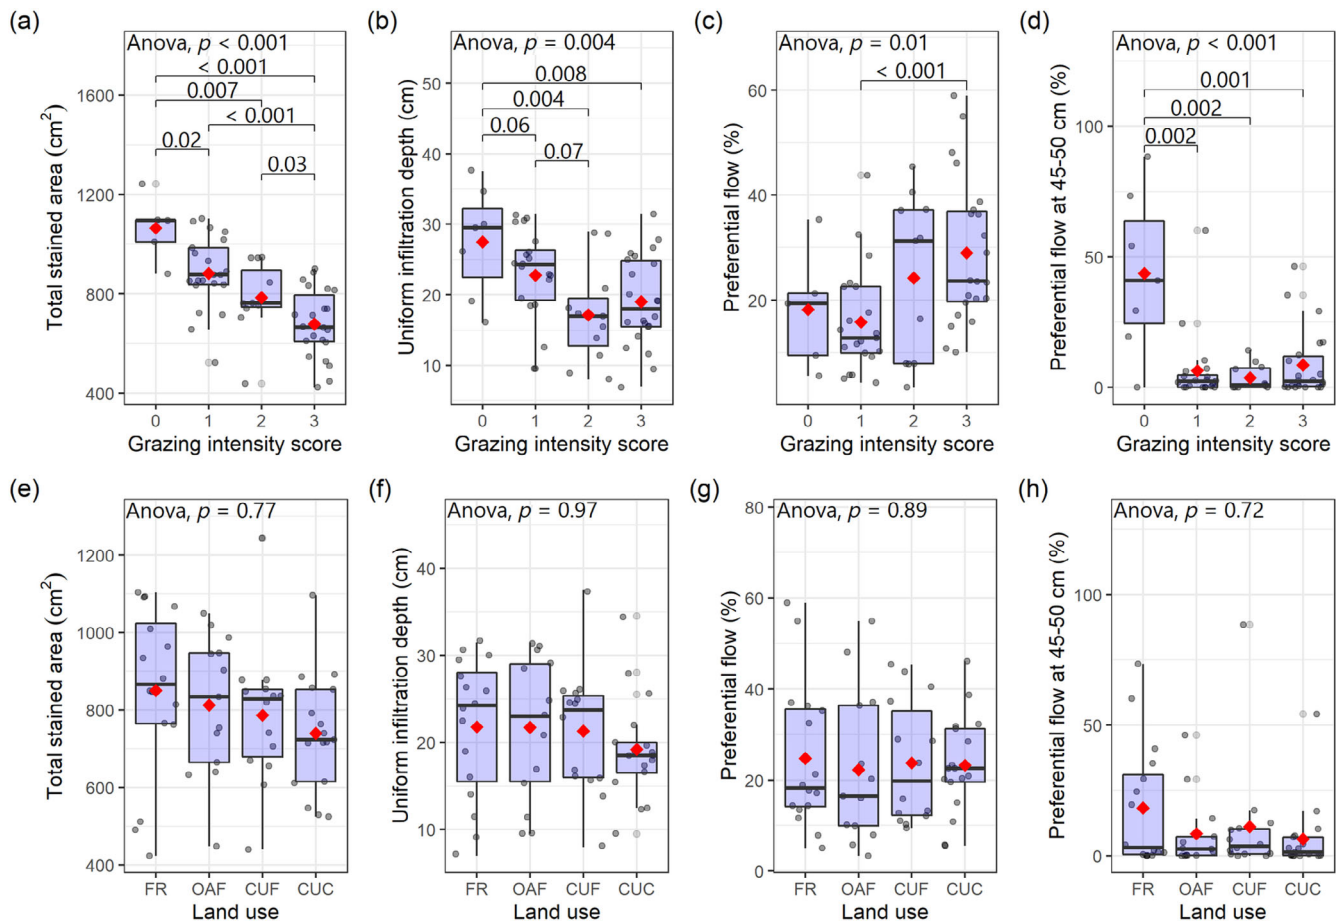 (a)
Anova, p < 0.001
< 0.001
0.007
< 0.001
0.02
0.03
1600
1200
800
400
Total stained area (cm²)
0 1 2 3
Grazing intensity score
(b)
Anova, p = 0.004
0.008
0.004
0.06
0.07
50
40
30
20
10
Uniform infiltration depth (cm)
0 1 2 3
Grazing intensity score
(c)
Anova, p = 0.01
< 0.001
60
40
20
Preferential flow (%)
0 1 2 3
Grazing intensity score
(d)
Anova, p < 0.001
0.001
0.002
0.002
100
50
0
Preferential flow at 45-50 cm (%)
0 1 2 3
Grazing intensity score
(e)
Anova, p = 0.77
1200
1000
800
600
400
Total stained area (cm²)
FR OAF CUF CUC
Land use
(f)
Anova, p = 0.97
40
30
20
10
Uniform infiltration depth (cm)
FR OAF CUF CUC
Land use
(g)
Anova, p = 0.89
80
60
40
20
0
Preferential flow (%)
FR OAF CUF CUC
Land use
(h)
Anova, p = 0.72
100
50
0
Preferential flow at 45-50 cm (%)
FR OAF CUF CUC
Land use